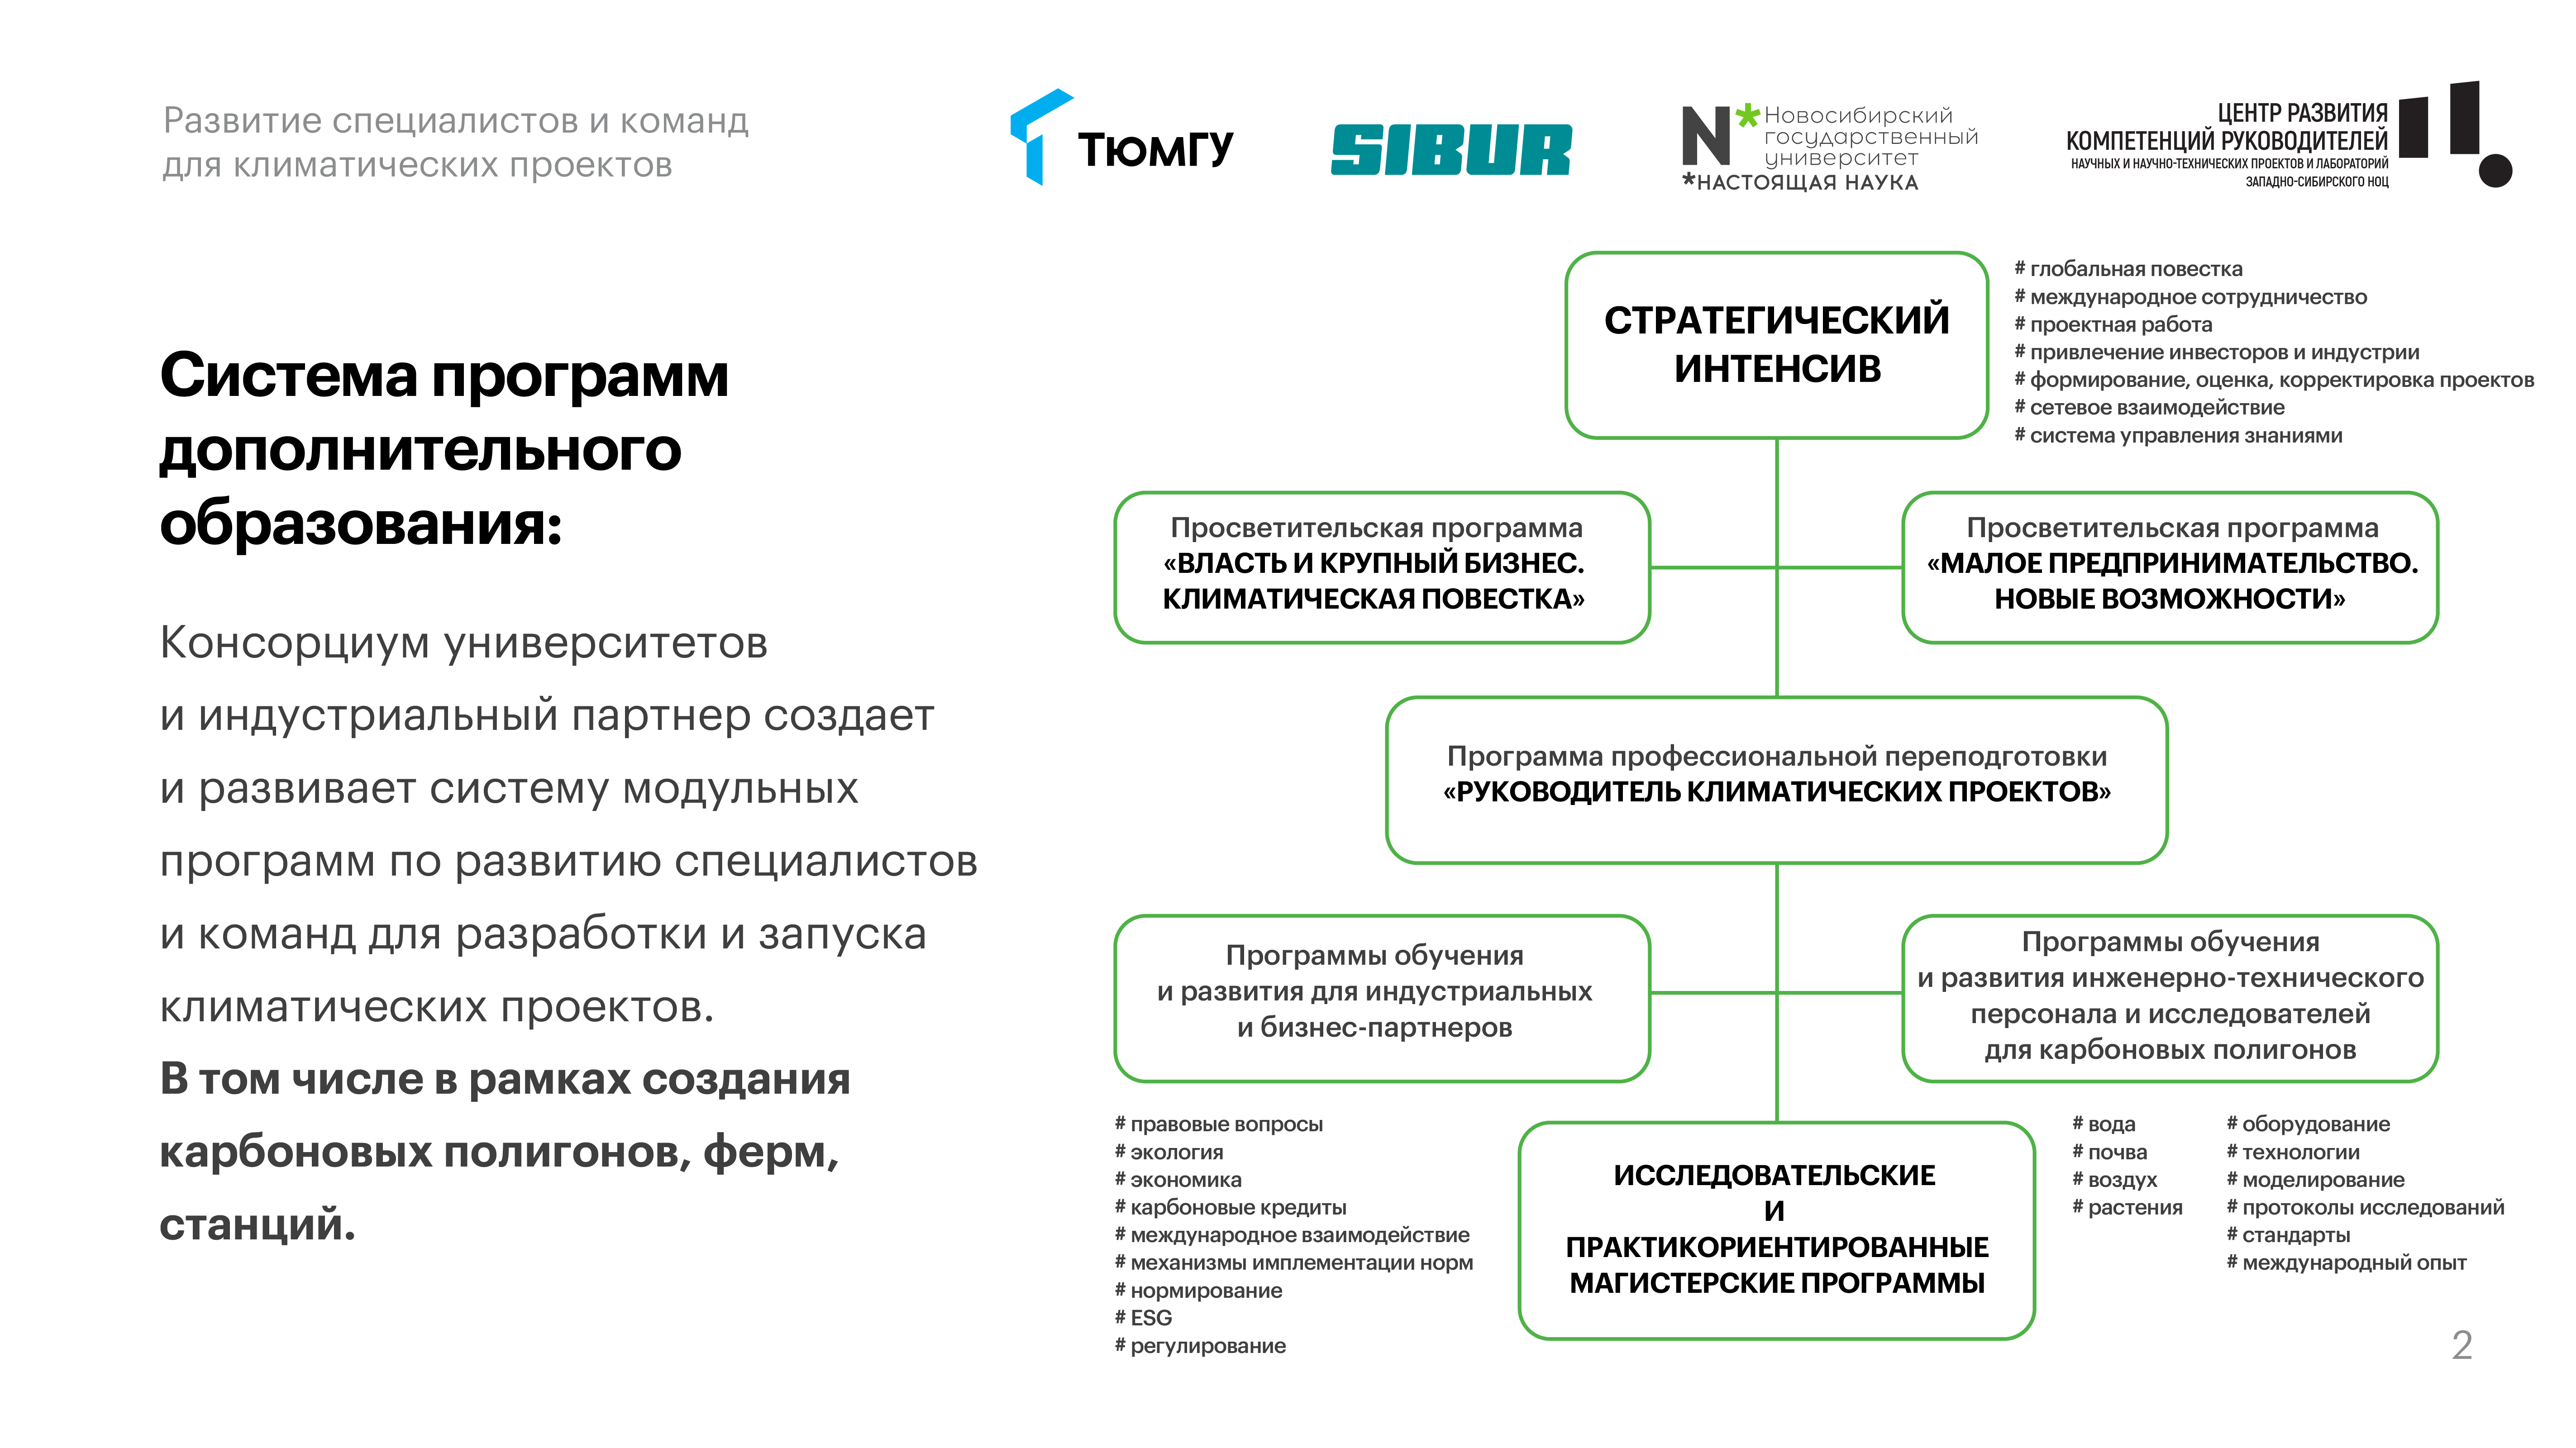 Развитие специалистов и команд
для климатических проектов
ТюмГУ
SIBUR
N*
Новосибирский
государственный
университет
*НАСТОЯЩАЯ НАУКА
ЦЕНТР РАЗВИТИЯ
КОМПЕТЕНЦИЙ РУКОВОДИТЕЛЕЙ
НАУЧНЫХ И НАУЧНО-ТЕХНИЧЕСКИХ ПРОЕКТОВ И ЛАБОРАТОРИЙ
ЗАПАДНО-СИБИРСКОГО НОЦ
Система программ
дополнительного
образования:
Консорциум университетов
и индустриальный партнер создает
и развивает систему модульных
программ по развитию специалистов
и команд для разработки и запуска
климатических проектов.
В том числе в рамках создания
карбоновых полигонов, ферм,
станций.
СТРАТЕГИЧЕСКИЙ
ИНТЕНСИВ
# глобальная повестка
# международное сотрудничество
# проектная работа
# привлечение инвесторов и индустрии
# формирование, оценка, корректировка проектов
# сетевое взаимодействие
# система управления знаниями
Просветительская программа
«ВЛАСТЬ И КРУПНЫЙ БИЗНЕС.
КЛИМАТИЧЕСКАЯ ПОВЕСТКА»
Просветительская программа
«МАЛОЕ ПРЕДПРИНИМАТЕЛЬСТВО.
НОВЫЕ ВОЗМОЖНОСТИ»
Программа профессиональной переподготовки
«РУКОВОДИТЕЛЬ КЛИМАТИЧЕСКИХ ПРОЕКТОВ»
Программы обучения
и развития для индустриальных
и бизнес-партнеров
Программы обучения
и развития инженерно-технического
персонала и исследователей
для карбоновых полигонов
# правовые вопросы
# экология
# экономика
# карбоновые кредиты
# международное взаимодействие
# механизмы имплементации норм
# нормирование
# ESG
# регулирование
ИССЛЕДОВАТЕЛЬСКИЕ
И
ПРАКТИКОРИЕНТИРОВАННЫЕ
МАГИСТЕРСКИЕ ПРОГРАММЫ
# вода
# почва
# воздух
# растения
# оборудование
# технологии
# моделирование
# протоколы исследований
# стандарты
# международный опыт
2